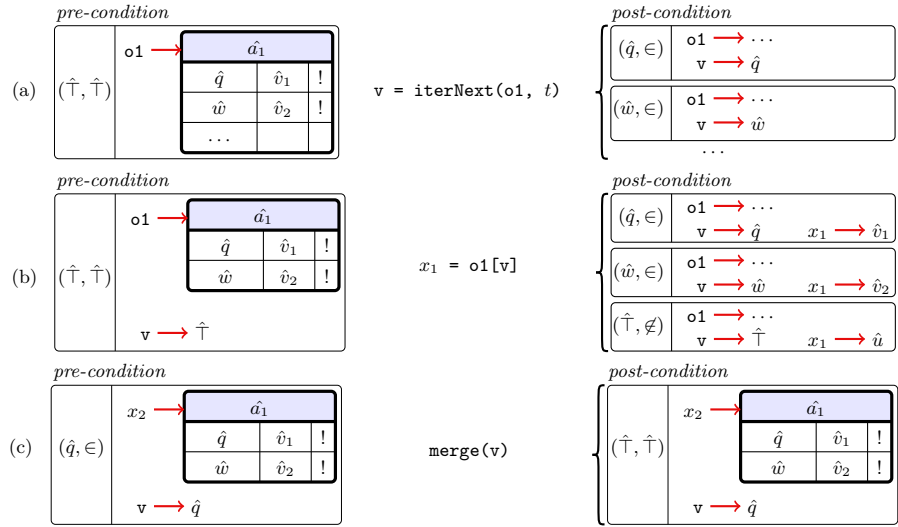 pre-condition
post-condition
(a)
(⊤̂, ⊤̂)
o1 → â₁
q̂ v̂₁ !
ŵ v̂₂ !
...
v = iterNext(o1, t)
(q̂, ∈)
o1 → ...
v → q̂
(ŵ, ∈)
o1 → ...
v → ŵ
...
pre-condition
post-condition
(b)
(⊤̂, ⊤̂)
o1 → â₁
q̂ v̂₁ !
ŵ v̂₂ !
v → ⊤̂
x₁ = o1[v]
(q̂, ∈)
o1 → ...
v → q̂ x₁ → v̂₁
(ŵ, ∈)
o1 → ...
v → ŵ x₁ → v̂₂
(⊤̂, ∉)
o1 → ...
v → ⊤̂ x₁ → û
pre-condition
post-condition
(c)
(q̂, ∈)
x₂ → â₁
q̂ v̂₁ !
ŵ v̂₂ !
v → q̂
merge(v)
(⊤̂, ⊤̂)
x₂ → â₁
q̂ v̂₁ !
ŵ v̂₂ !
v → q̂